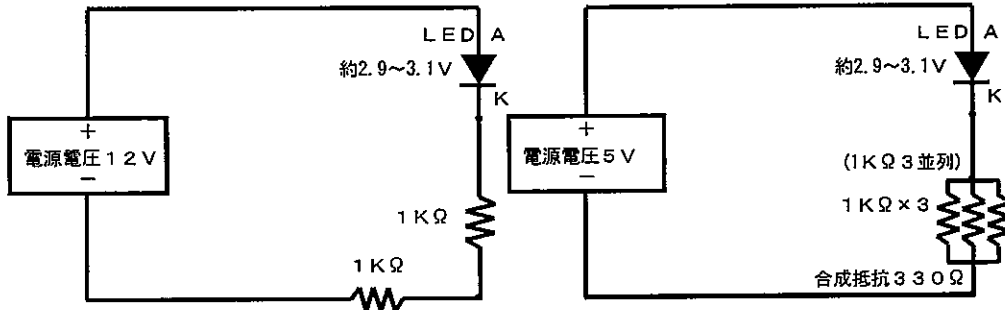 LED A
約2.9~3.1V
K
+
電源電圧12V
−
1KΩ
1KΩ
LED A
約2.9~3.1V
K
+
電源電圧5V
−
(1KΩ3並列)
1KΩ×3
合成抵抗330Ω